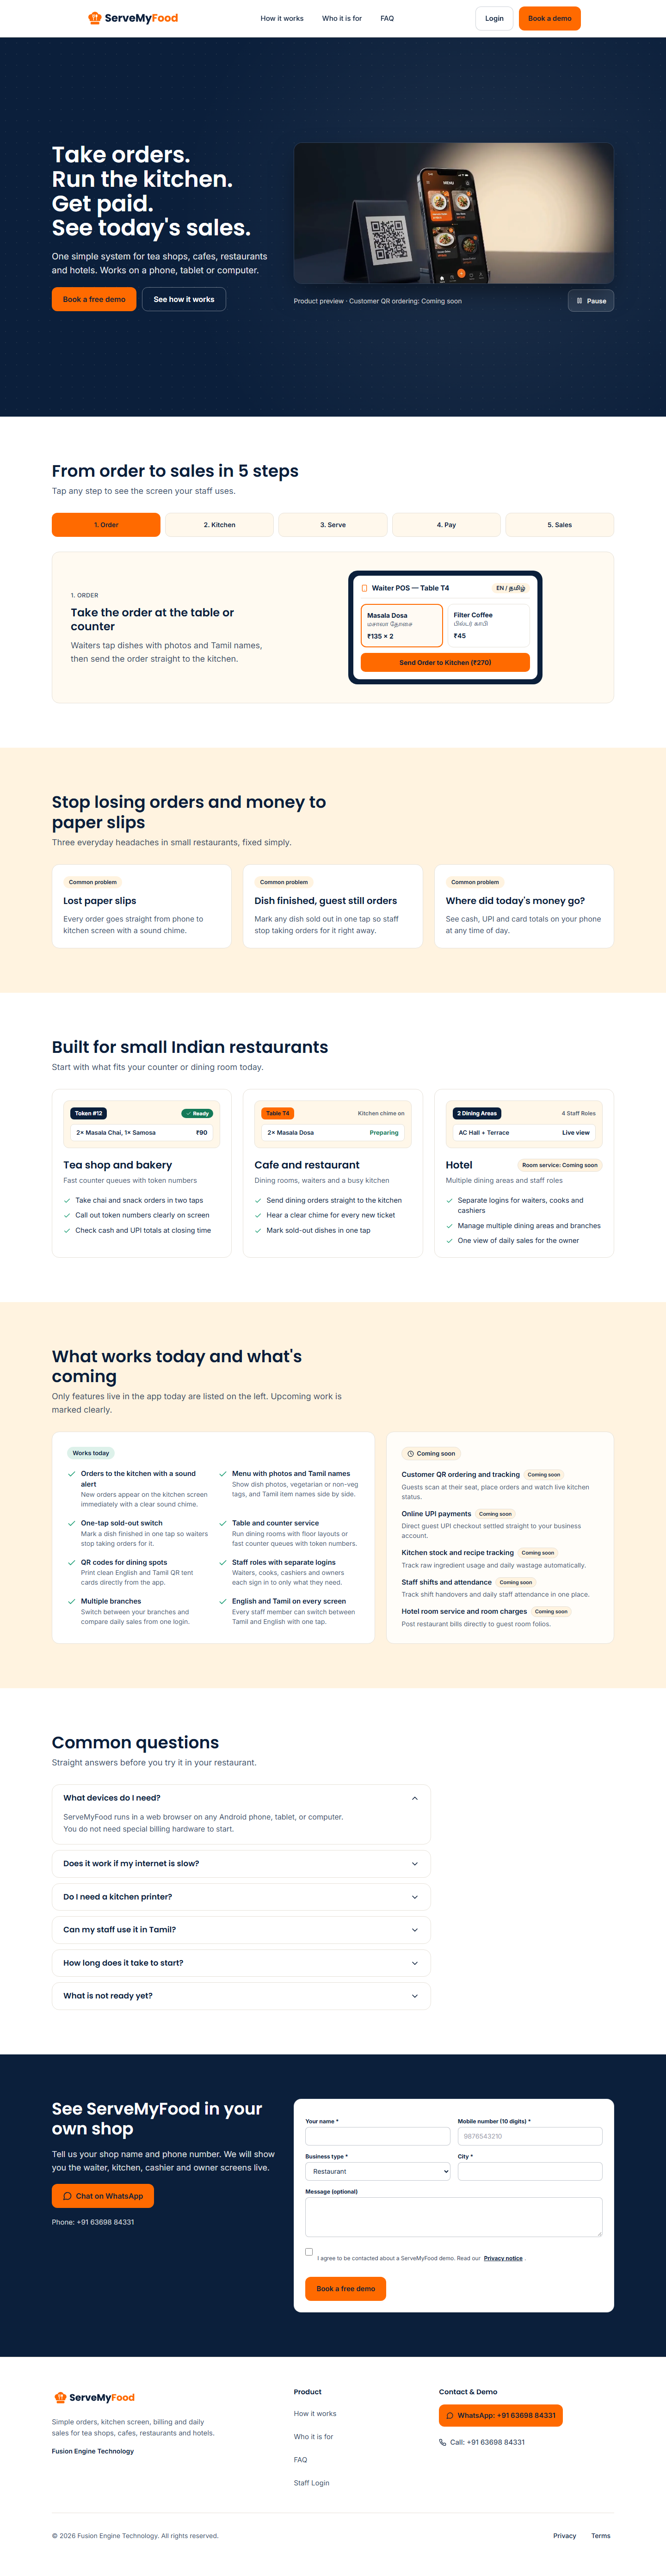 ServeMyFood
How it works
Who it is for
FAQ
Login
Book a demo
Take orders.
Run the kitchen.
Get paid.
See today's sales.
One simple system for tea shops, cafes, restaurants
and hotels. Works on a phone, tablet or computer.
Book a free demo
See how it works
MENU
Product preview · Customer QR ordering: Coming soon
Pause
From order to sales in 5 steps
Tap any step to see the screen your staff uses.
1. Order
2. Kitchen
3. Serve
4. Pay
5. Sales
1. ORDER
Take the order at the table or
counter
Waiters tap dishes with photos and Tamil names,
then send the order straight to the kitchen.
Waiter POS — Table T4
EN / தமிழ்
Masala Dosa
மசாலா தோசை
₹135 × 2
Filter Coffee
பில்டர் காபி
₹45
Send Order to Kitchen (₹270)
Stop losing orders and money to
paper slips
Three everyday headaches in small restaurants, fixed simply.
Common problem
Lost paper slips
Every order goes straight from phone to
kitchen screen with a sound chime.
Common problem
Dish finished, guest still orders
Mark any dish sold out in one tap so staff
stop taking orders for it right away.
Common problem
Where did today's money go?
See cash, UPI and card totals on your phone
at any time of day.
Built for small Indian restaurants
Start with what fits your counter or dining room today.
Token #12
Ready
2× Masala Chai, 1× Samosa
₹90
Tea shop and bakery
Fast counter queues with token numbers
Take chai and snack orders in two taps
Call out token numbers clearly on screen
Check cash and UPI totals at closing time
Table T4
Kitchen chime on
2× Masala Dosa
Preparing
Cafe and restaurant
Dining rooms, waiters and a busy kitchen
Send dining orders straight to the kitchen
Hear a clear chime for every new ticket
Mark sold-out dishes in one tap
2 Dining Areas
4 Staff Roles
AC Hall + Terrace
Live view
Hotel
Room service: Coming soon
Multiple dining areas and staff roles
Separate logins for waiters, cooks and
cashiers
Manage multiple dining areas and branches
One view of daily sales for the owner
What works today and what's
coming
Only features live in the app today are listed on the left. Upcoming work is
marked clearly.
Works today
Orders to the kitchen with a sound
alert
New orders appear on the kitchen screen
immediately with a clear sound chime.
Menu with photos and Tamil names
Show dish photos, vegetarian or non-veg
tags, and Tamil item names side by side.
One-tap sold-out switch
Mark a dish finished in one tap so waiters
stop taking orders for it.
Table and counter service
Run dining rooms with floor layouts or
fast counter queues with token numbers.
QR codes for dining spots
Print clean English and Tamil QR tent
cards directly from the app.
Staff roles with separate logins
Waiters, cooks, cashiers and owners
each sign in to only what they need.
Multiple branches
Switch between your branches and
compare daily sales from one login.
English and Tamil on every screen
Every staff member can switch between
Tamil and English with one tap.
Coming soon
Customer QR ordering and tracking
Coming soon
Guests scan at their seat, place orders and watch live kitchen
status.
Online UPI payments
Coming soon
Direct guest UPI checkout settled straight to your business
account.
Kitchen stock and recipe tracking
Coming soon
Track raw ingredient usage and daily wastage automatically.
Staff shifts and attendance
Coming soon
Track shift handovers and daily staff attendance in one place.
Hotel room service and room charges
Coming soon
Post restaurant bills directly to guest room folios.
Common questions
Straight answers before you try it in your restaurant.
What devices do I need?
ServeMyFood runs in a web browser on any Android phone, tablet, or computer.
You do not need special billing hardware to start.
Does it work if my internet is slow?
Do I need a kitchen printer?
Can my staff use it in Tamil?
How long does it take to start?
What is not ready yet?
See ServeMyFood in your
own shop
Tell us your shop name and phone number. We will show
you the waiter, kitchen, cashier and owner screens live.
Chat on WhatsApp
Phone: +91 63698 84331
Your name *
Mobile number (10 digits) *
9876543210
Business type *
Restaurant
City *
Message (optional)
I agree to be contacted about a ServeMyFood demo. Read our Privacy notice .
Book a free demo
ServeMyFood
Simple orders, kitchen screen, billing and daily
sales for tea shops, cafes, restaurants and hotels.
Fusion Engine Technology
Product
How it works
Who it is for
FAQ
Staff Login
Contact & Demo
WhatsApp: +91 63698 84331
Call: +91 63698 84331
© 2026 Fusion Engine Technology. All rights reserved.
Privacy
Terms